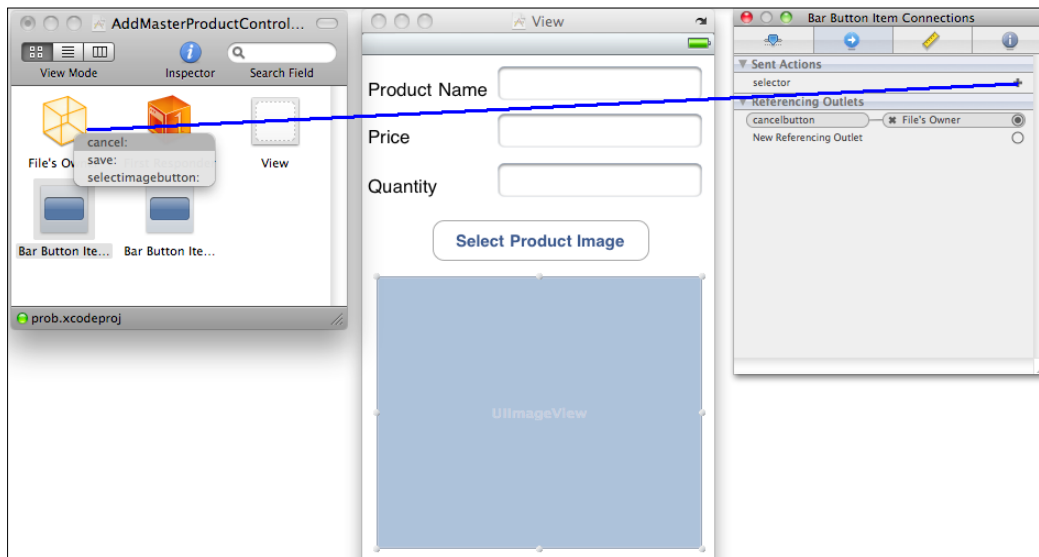 AddMasterProductControl...
View Mode
Inspector
Search Field
cancel:
save:
selectimagebutton:
File's Ow
First Responder
View
Bar Button Ite...
Bar Button Ite...
prob.xcodeproj
View
Product Name
Price
Quantity
Select Product Image
UIImageView
Bar Button Item Connections
Sent Actions
selector
Referencing Outlets
cancelbutton
File's Owner
New Referencing Outlet